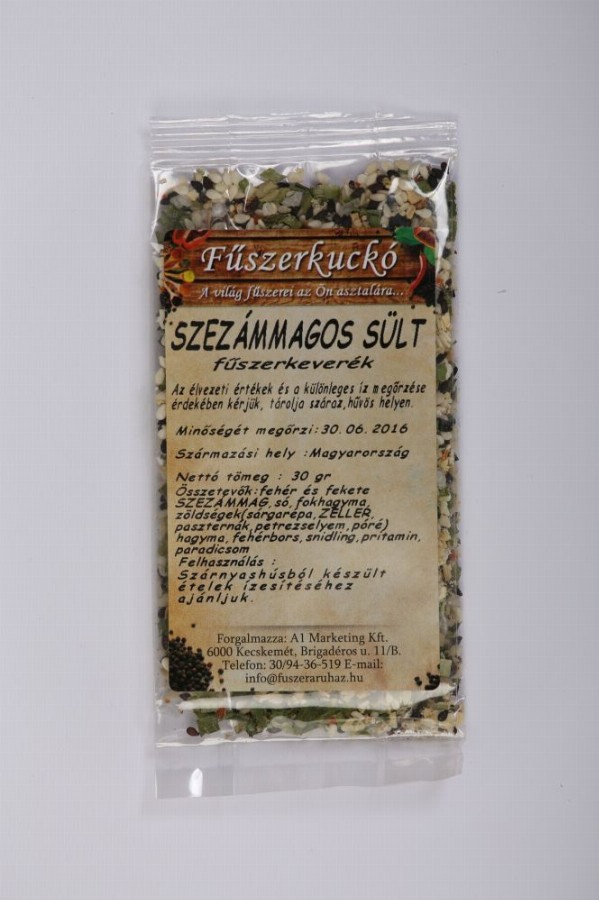 Fűszerkuckó
A világ fűszerei az Ön asztalára...
SZEZÁMMAGOS SÜLT
fűszerkeverék
Az élvezeti értékek és a különleges íz megőrzése
érdekében kérjük, tárolja száraz,hűvös helyen.
Minőségét megőrzi:30.06.2016
Származási hely :Magyarország
Nettó tömeg : 30 gr
Összetevők:fehér és fekete
SZEZÁMMAG,só,fokhagyma,
zöldségek(sárgarépa,ZELLER,
paszternák,petrezselyem,póré)
hagyma,fehérbors,snidling,pritamin,
paradicsom
Felhasználás :
Szárnyashúsból készült
ételek ízesítéséhez
ajánljuk.
Forgalmazza: A1 Marketing Kft.
6000 Kecskemét, Brigadéros u. 11/B.
Telefon: 30/94-36-519 E-mail:
info@fuszeraruhaz.hu